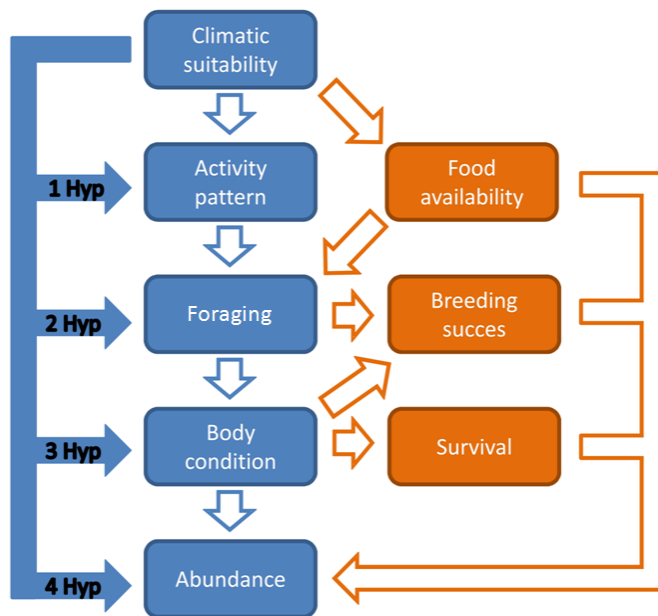 Climatic
suitability
1 Hyp
Activity
pattern
Food
availability
2 Hyp
Foraging
Breeding
succes
3 Hyp
Body
condition
Survival
4 Hyp
Abundance